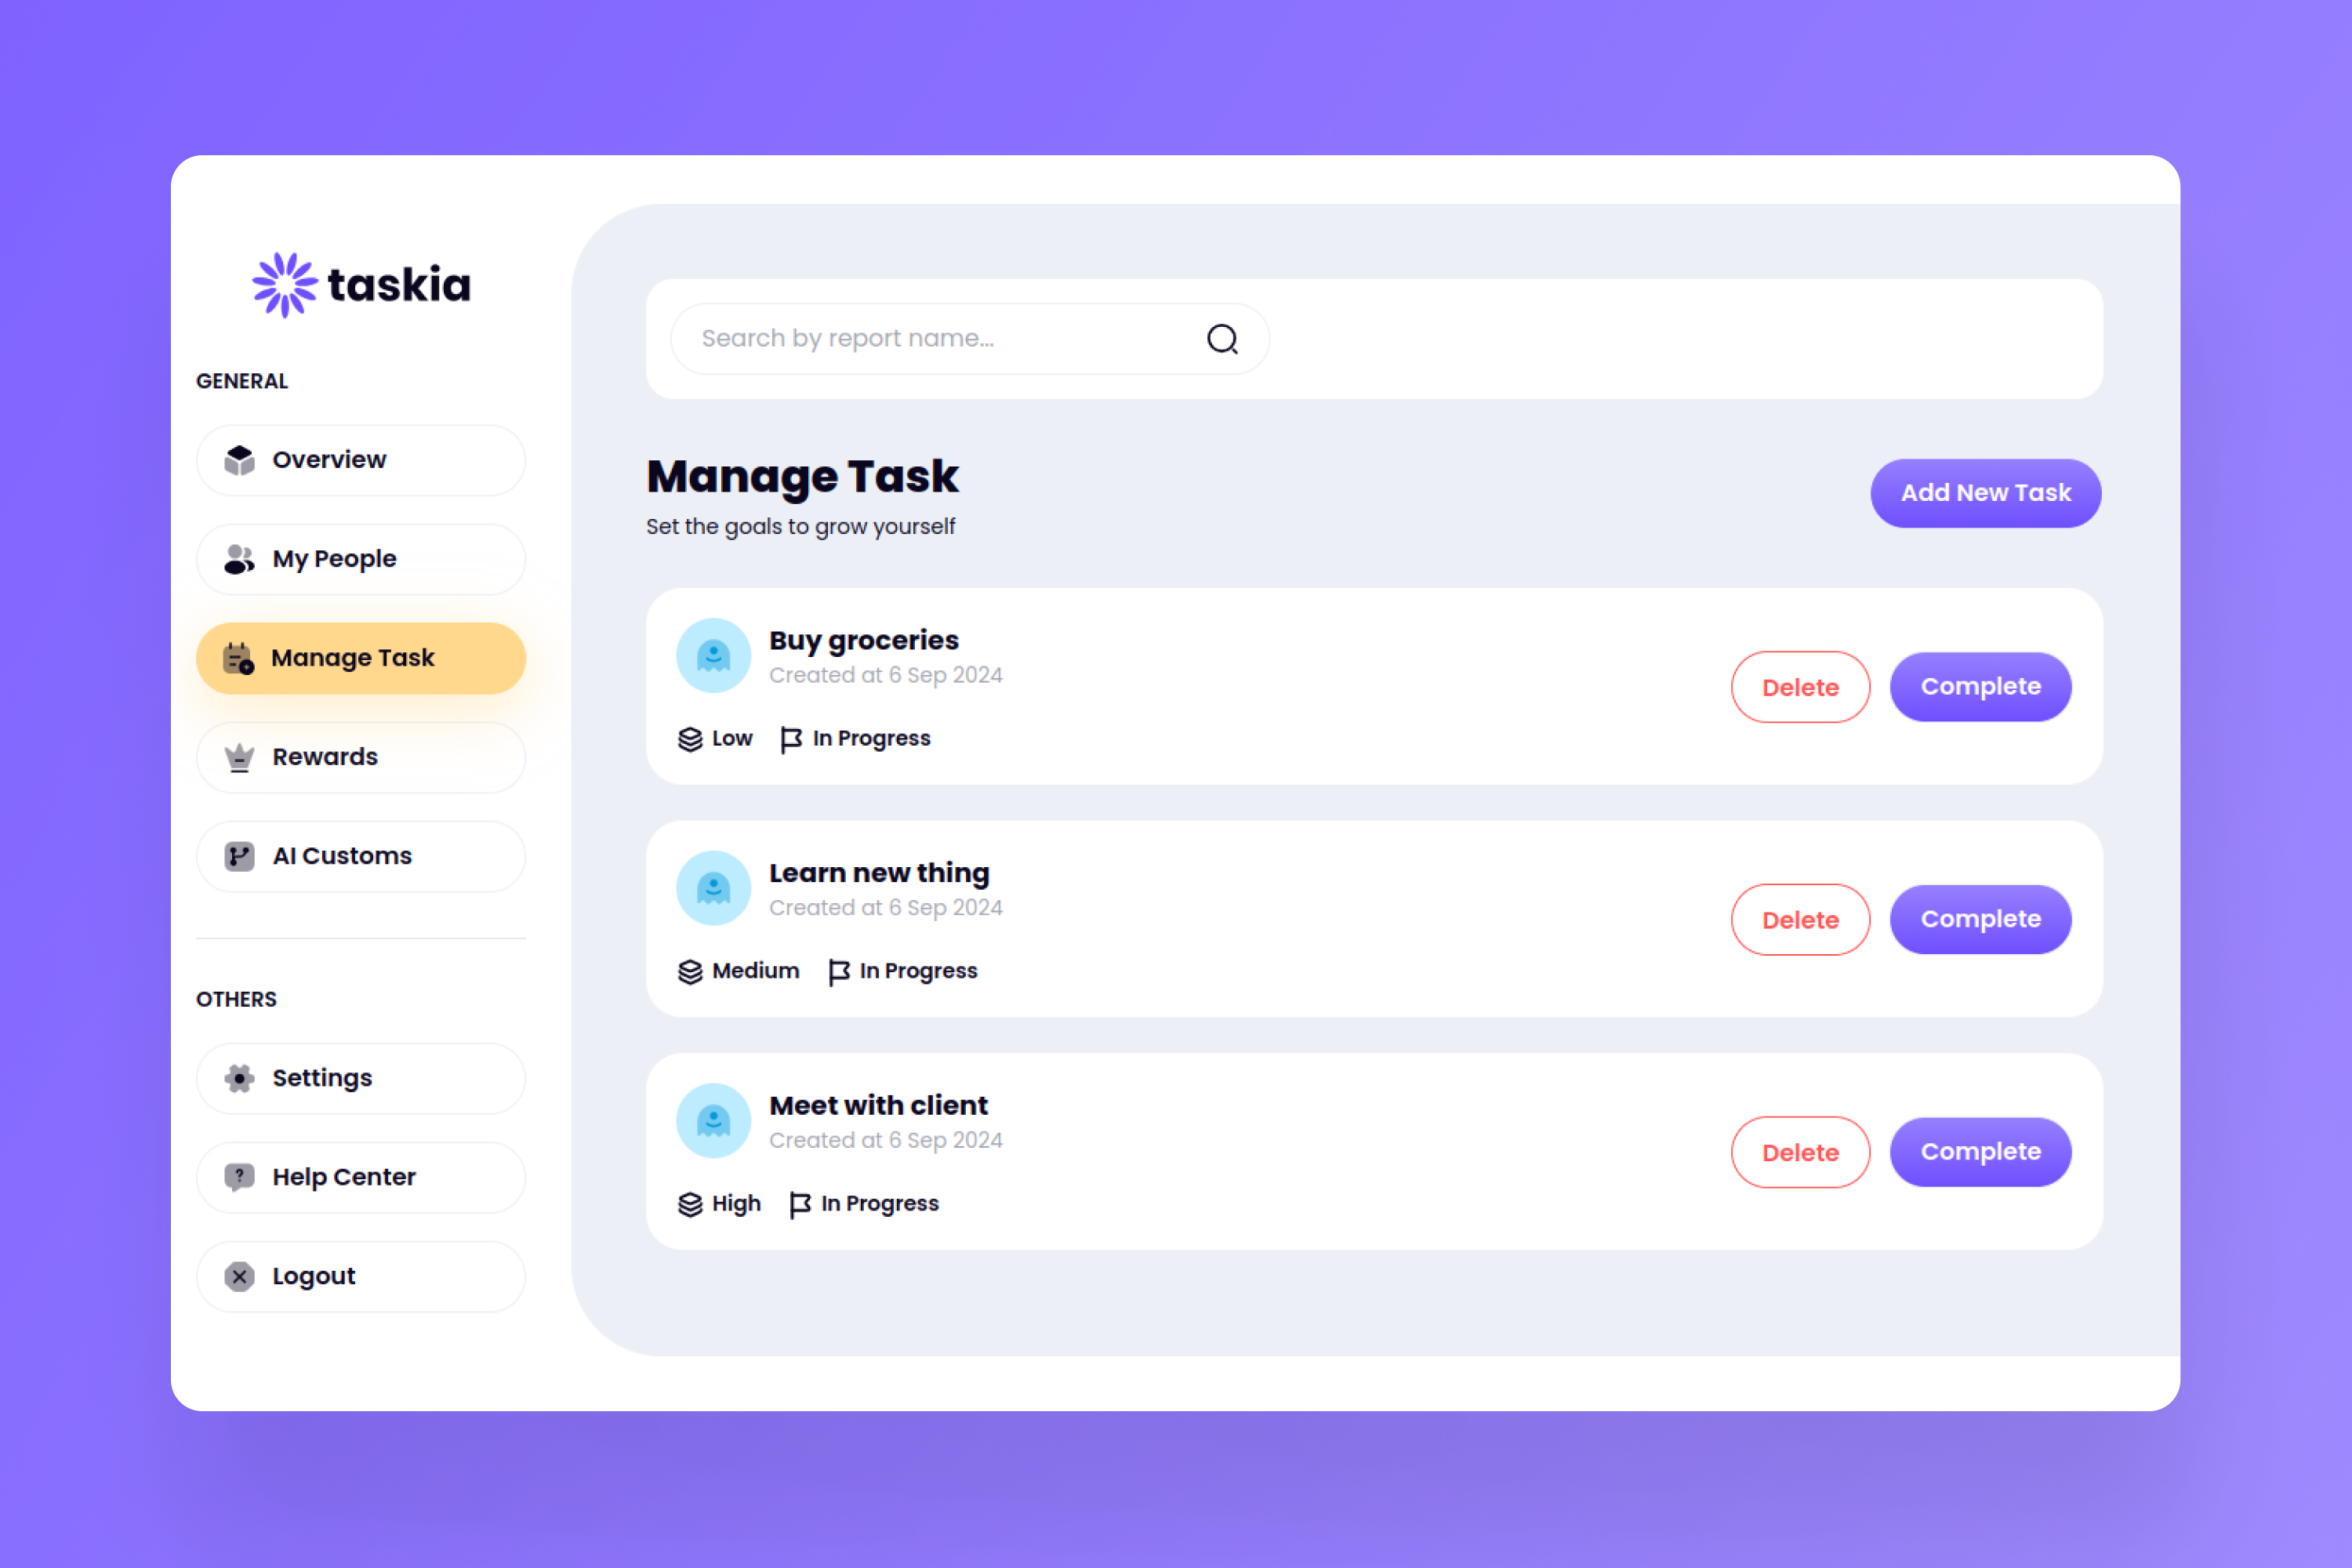 taskia
GENERAL
Overview
My People
Manage Task
Rewards
AI Customs
OTHERS
Settings
Help Center
Logout
Search by report name...
Manage Task
Set the goals to grow yourself
Add New Task
Buy groceries
Created at 6 Sep 2024
Low In Progress
Delete Complete
Learn new thing
Created at 6 Sep 2024
Medium In Progress
Delete Complete
Meet with client
Created at 6 Sep 2024
High In Progress
Delete Complete